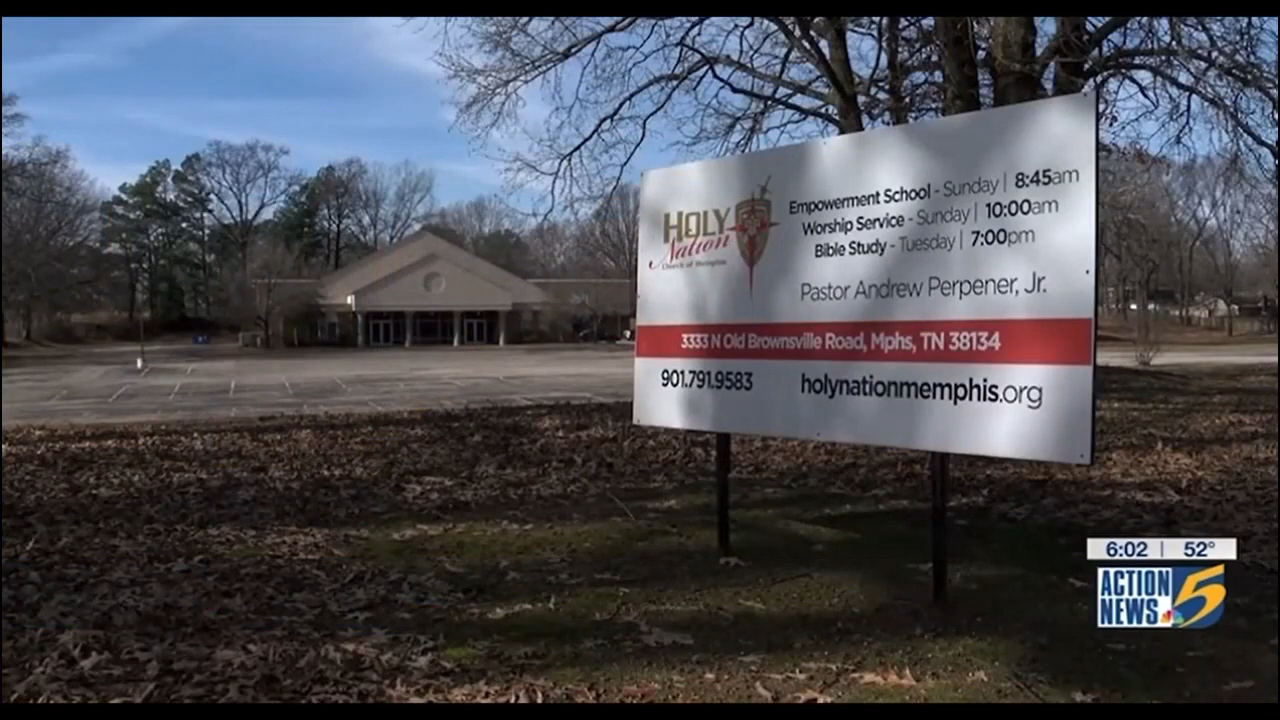 HOLY
Nation
Church of Memphis
Empowerment School - Sunday | 8:45am
Worship Service - Sunday | 10:00am
Bible Study - Tuesday | 7:00pm
Pastor Andrew Perpener, Jr.
3333 N Old Brownsville Road, Mphs, TN 38134
901.791.9583
holynationmemphis.org
6:02 | 52°
ACTION
NEWS 5